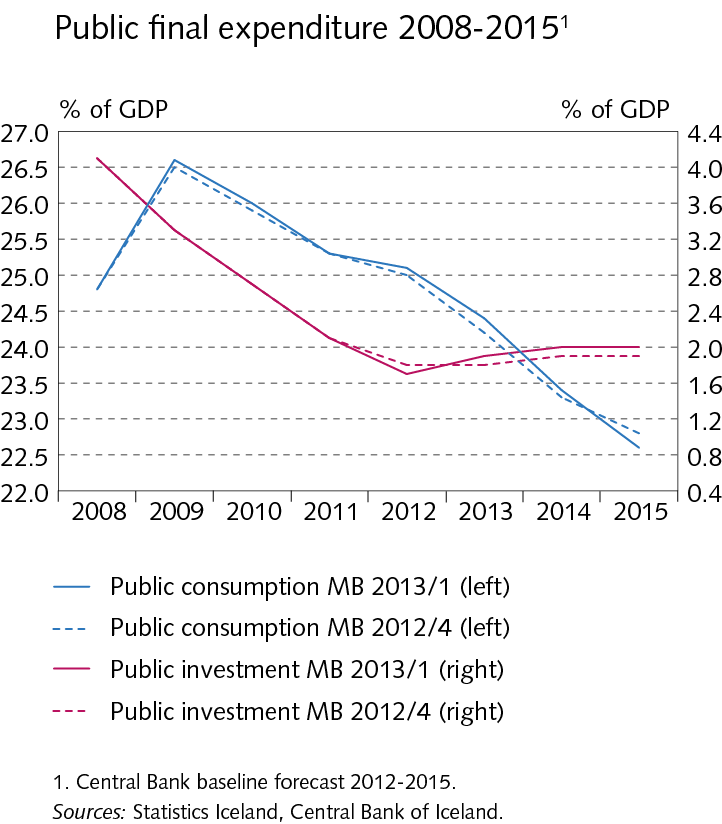 Public final expenditure 2008-2015¹
% of GDP % of GDP
27.0 4.4
26.5 4.0
26.0 3.6
25.5 3.2
25.0 2.8
24.5 2.4
24.0 2.0
23.5 1.6
23.0 1.2
22.5 0.8
22.0 0.4
2008 2009 2010 2011 2012 2013 2014 2015
Public consumption MB 2013/1 (left)
Public consumption MB 2012/4 (left)
Public investment MB 2013/1 (right)
Public investment MB 2012/4 (right)
1. Central Bank baseline forecast 2012-2015.
Sources: Statistics Iceland, Central Bank of Iceland.